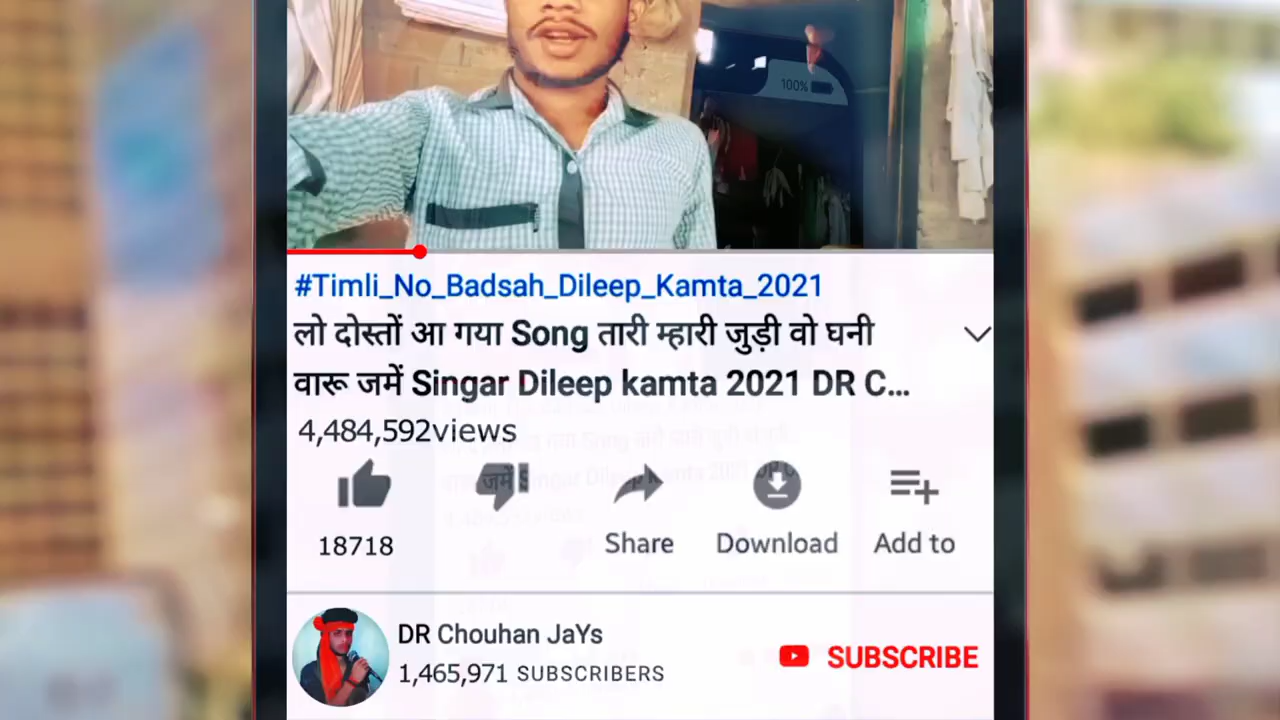 100%
#Timli_No_Badsah_Dileep_Kamta_2021
लो दोस्तों आ गया Song तारी म्हारी जुड़ी वो घनी
वारू जमें Singar Dileep kamta 2021 DR C...
4,484,592views
18718
Share
Download
Add to
DR Chouhan JaYs
1,465,971 SUBSCRIBERS
SUBSCRIBE